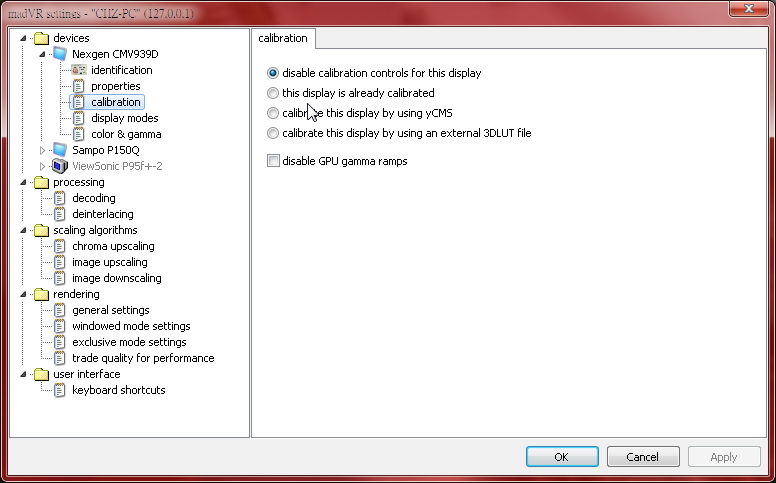 madVR settings - "CHZ-PC" (127.0.0.1)
devices
Nexgen CMV939D
identification
properties
calibration
display modes
color & gamma
Sampo P150Q
ViewSonic P95f+-2
processing
decoding
deinterlacing
scaling algorithms
chroma upscaling
image upscaling
image downscaling
rendering
general settings
windowed mode settings
exclusive mode settings
trade quality for performance
user interface
keyboard shortcuts
calibration
disable calibration controls for this display
this display is already calibrated
calibrate this display by using yCMS
calibrate this display by using an external 3DLUT file
disable GPU gamma ramps
OK
Cancel
Apply